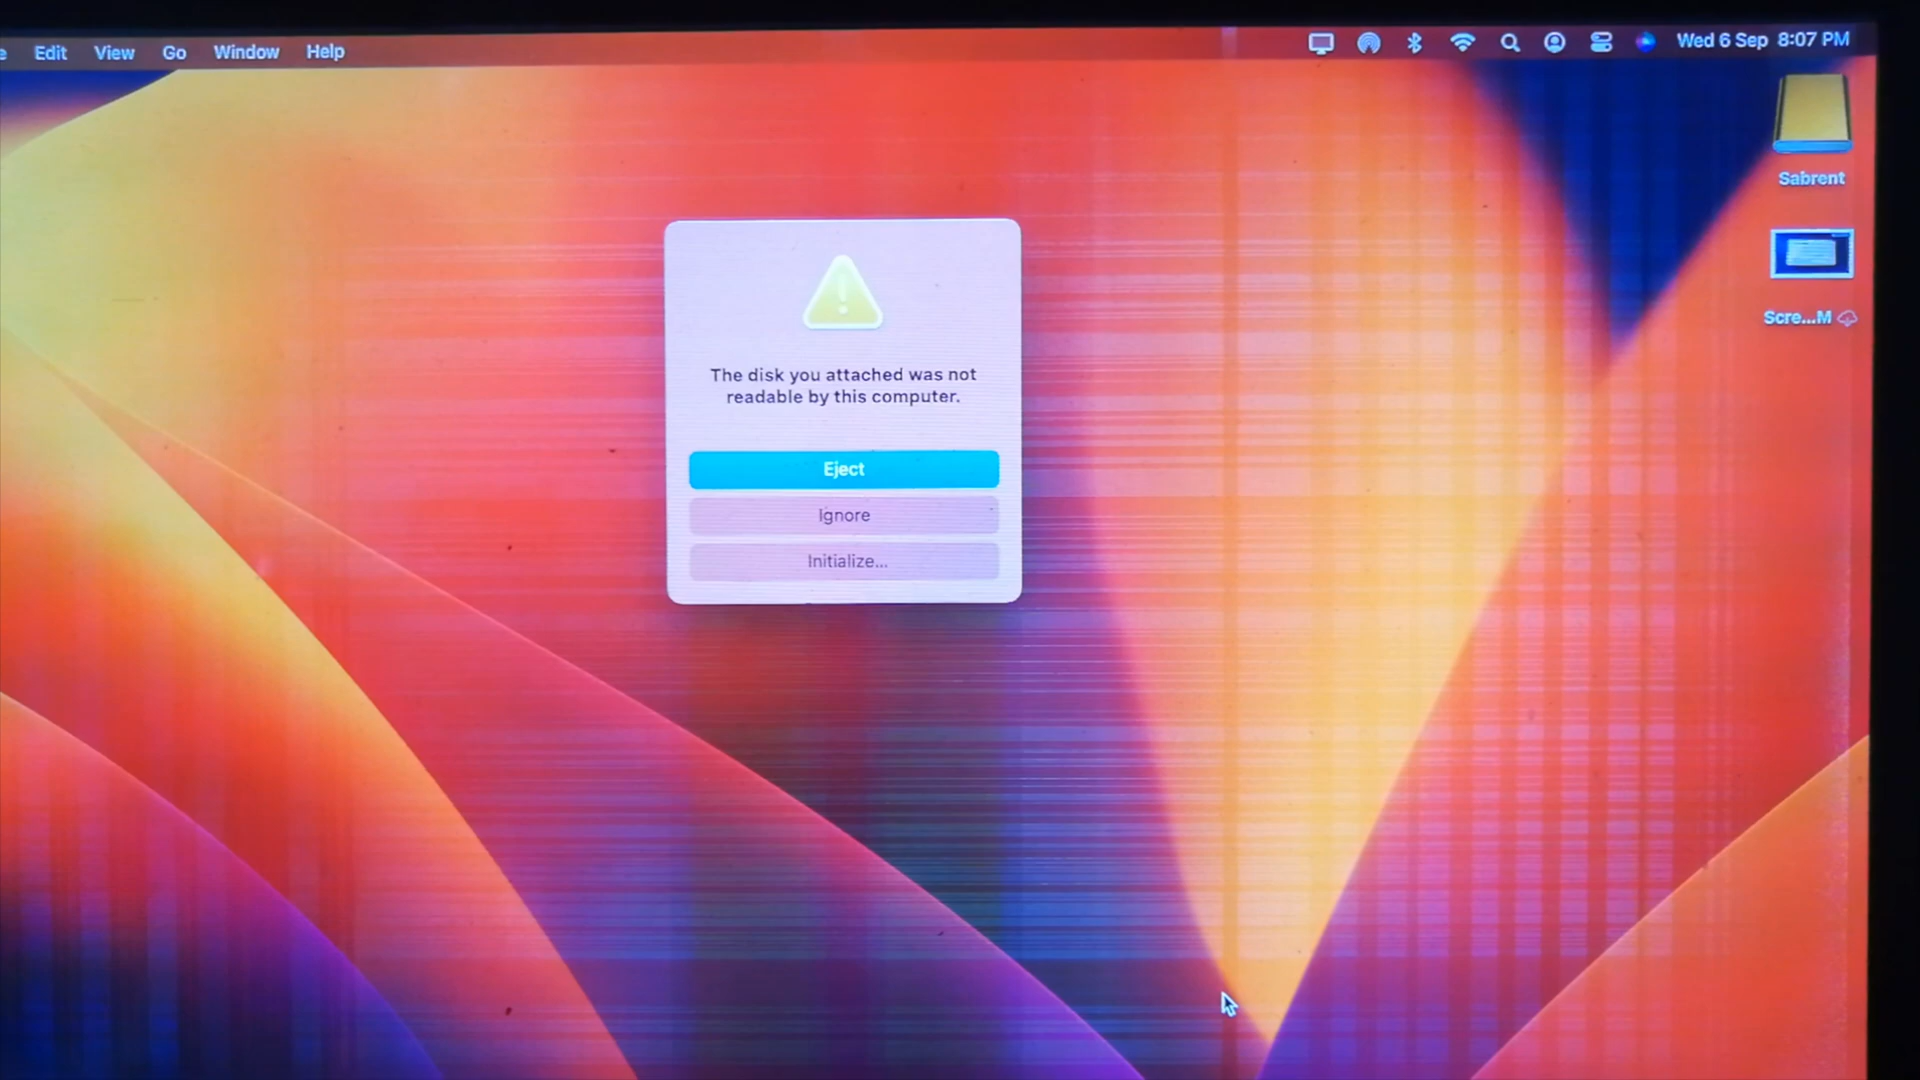 Edit View Go Window Help
Wed 6 Sep 8:07 PM
Sabrent
Scre...M
The disk you attached was not
readable by this computer.
Eject
Ignore
Initialize...